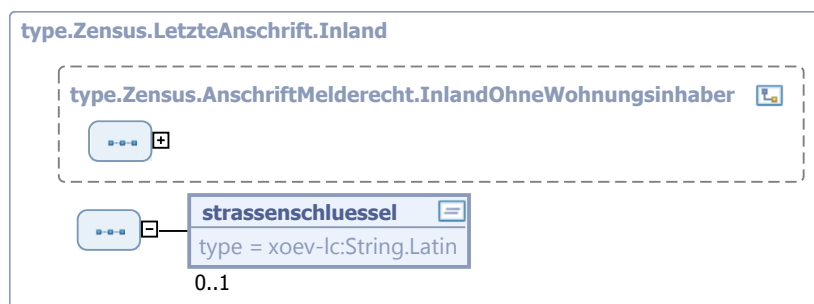 type.Zensus.LetzteAnschrift.Inland
type.Zensus.AnschriftMelderecht.InlandOhneWohnungsinhaber
strassenschluessel
type = xoev-lc:String.Latin
0..1